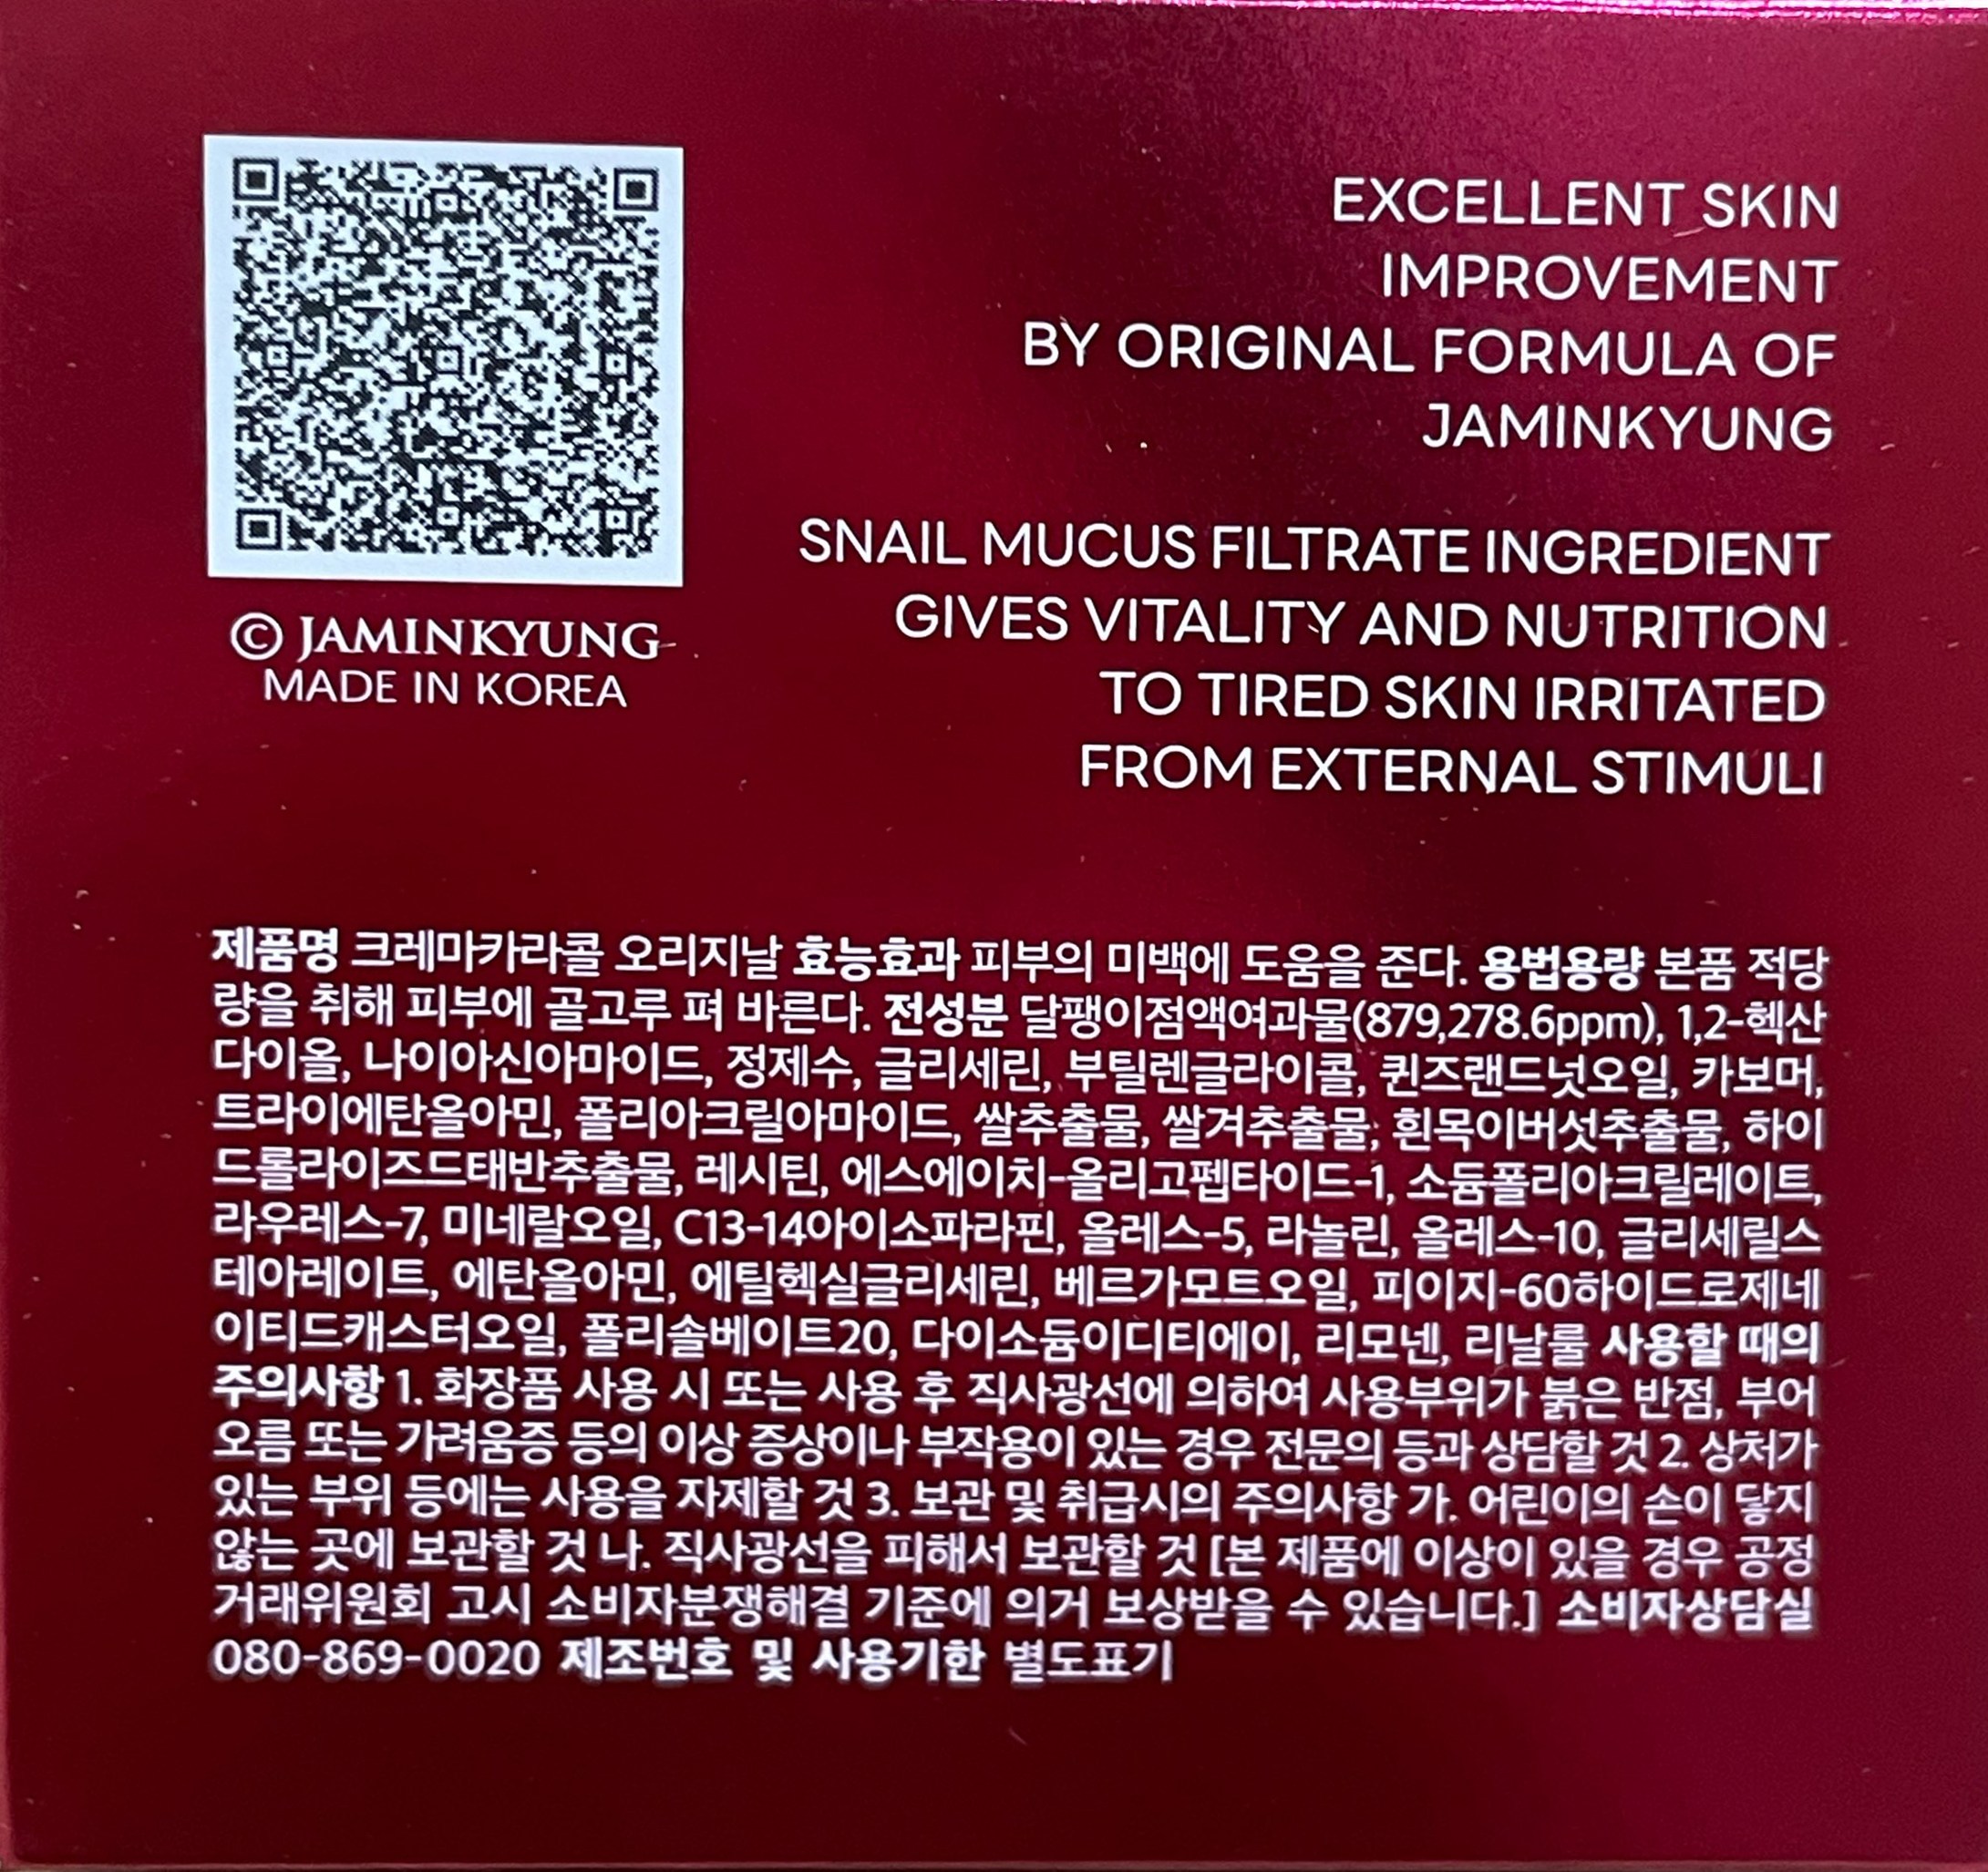 EXCELLENT SKIN
IMPROVEMENT
BY ORIGINAL FORMULA OF
JAMINKYUNG
SNAIL MUCUS FILTRATE INGREDIENT
GIVES VITALITY AND NUTRITION
TO TIRED SKIN IRRITATED
FROM EXTERNAL STIMULI
© JAMINKYUNG
MADE IN KOREA
제품명 크레마카라콜 오리지날 효능효과 피부의 미백에 도움을 준다. 용법용량 본품 적당
량을 취해 피부에 골고루 펴 바른다. 전성분 달팽이점액여과물(879,278.6ppm), 1,2-헥산
다이올, 나이아신아마이드, 정제수, 글리세린, 부틸렌글라이콜, 퀸즈랜드넛오일, 카보머,
트라이에탄올아민, 폴리아크릴아마이드, 쌀추출물, 쌀겨추출물, 흰목이버섯추출물, 하이
드롤라이즈드태반추출물, 레시틴, 에스에이치-올리고펩타이드-1, 소듐폴리아크릴레이트,
라우레스-7, 미네랄오일, C13-14아이소파라핀, 올레스-5, 라놀린, 올레스-10, 글리세릴스
테아레이트, 에탄올아민, 에틸헥실글리세린, 베르가모트오일, 피이지-60하이드로제네
이티드캐스터오일, 폴리솔베이트20, 다이소듐이디티에이, 리모넨, 리날룰 사용할 때의
주의사항 1. 화장품 사용 시 또는 사용 후 직사광선에 의하여 사용부위가 붉은 반점, 부어
오름 또는 가려움증 등의 이상 증상이나 부작용이 있는 경우 전문의 등과 상담할 것 2. 상처가
있는 부위 등에는 사용을 자제할 것 3. 보관 및 취급시의 주의사항 가. 어린이의 손이 닿지
않는 곳에 보관할 것 나. 직사광선을 피해서 보관할 것 [본 제품에 이상이 있을 경우 공정
거래위원회 고시 소비자분쟁해결 기준에 의거 보상받을 수 있습니다.] 소비자상담실
080-869-0020 제조번호 및 사용기한 별도표기